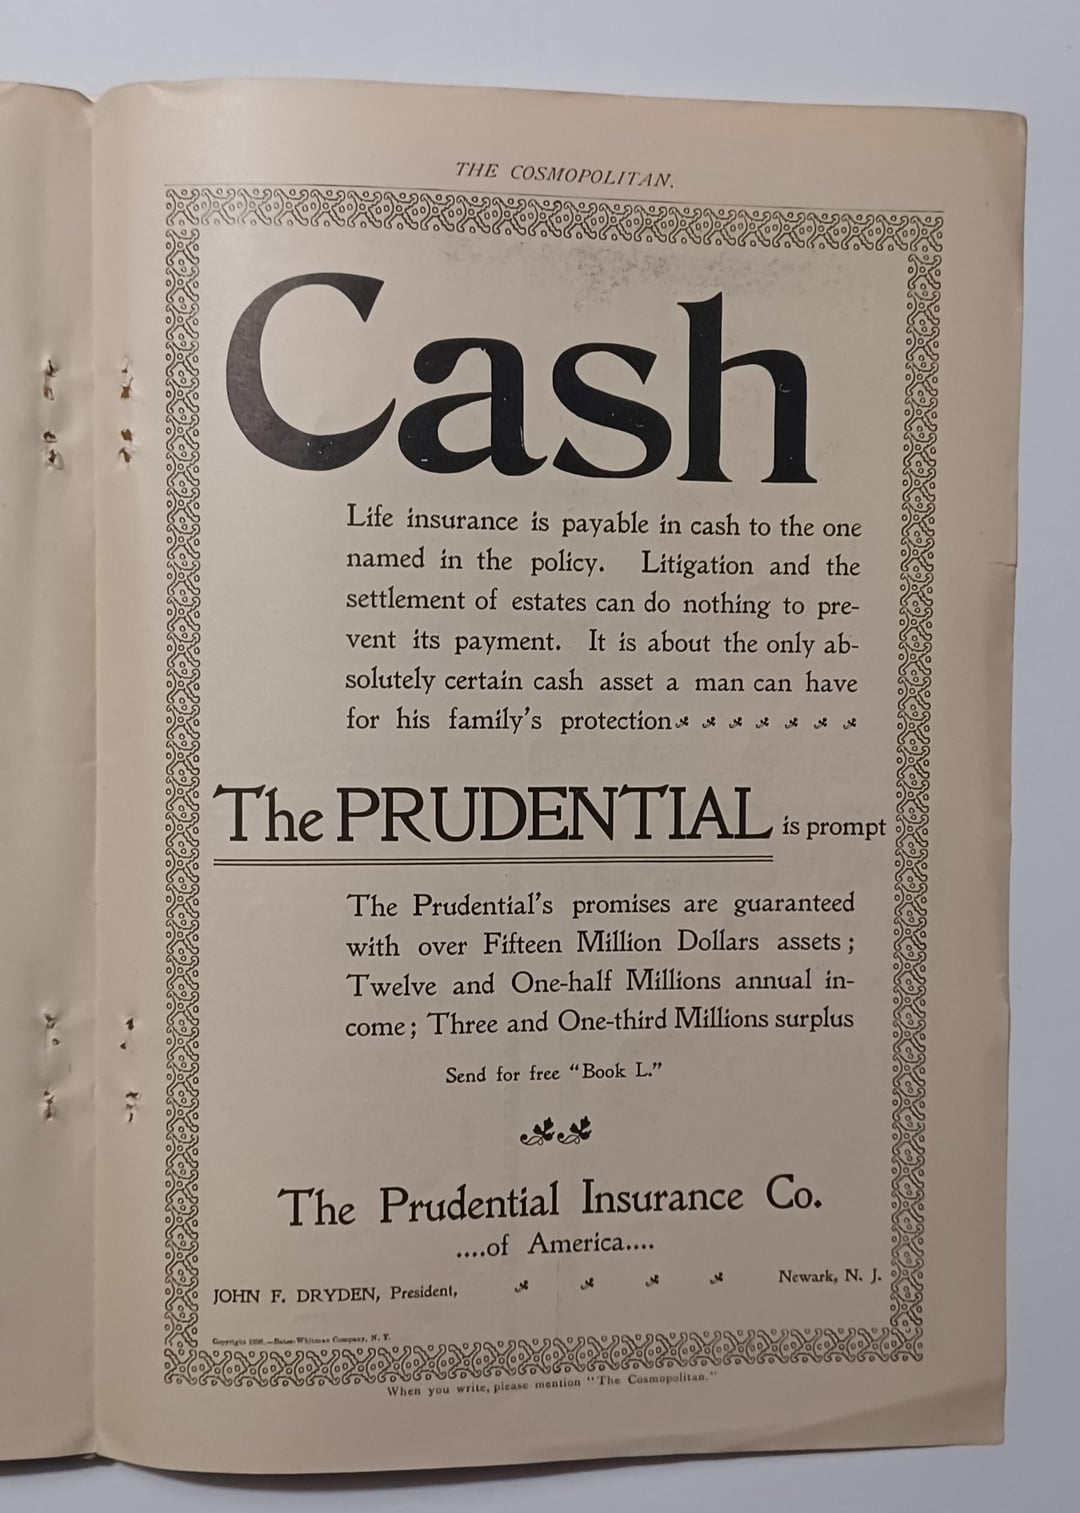 THE COSMOPOLITAN.
Cash
Life insurance is payable in cash to the one
named in the policy. Litigation and the
settlement of estates can do nothing to pre-
vent its payment. It is about the only ab-
solutely certain cash asset a man can have
for his family's protection
The PRUDENTIAL is prompt
The Prudential's promises are guaranteed
with over Fifteen Million Dollars assets;
Twelve and One-half Millions annual in-
come; Three and One-third Millions surplus
Send for free "Book L."
The Prudential Insurance Co.
....of America....
JOHN F. DRYDEN, President, Newark, N. J.
Copyright Whitman Company, N. Y.
When you write, please mention "The Cosmopolitan."